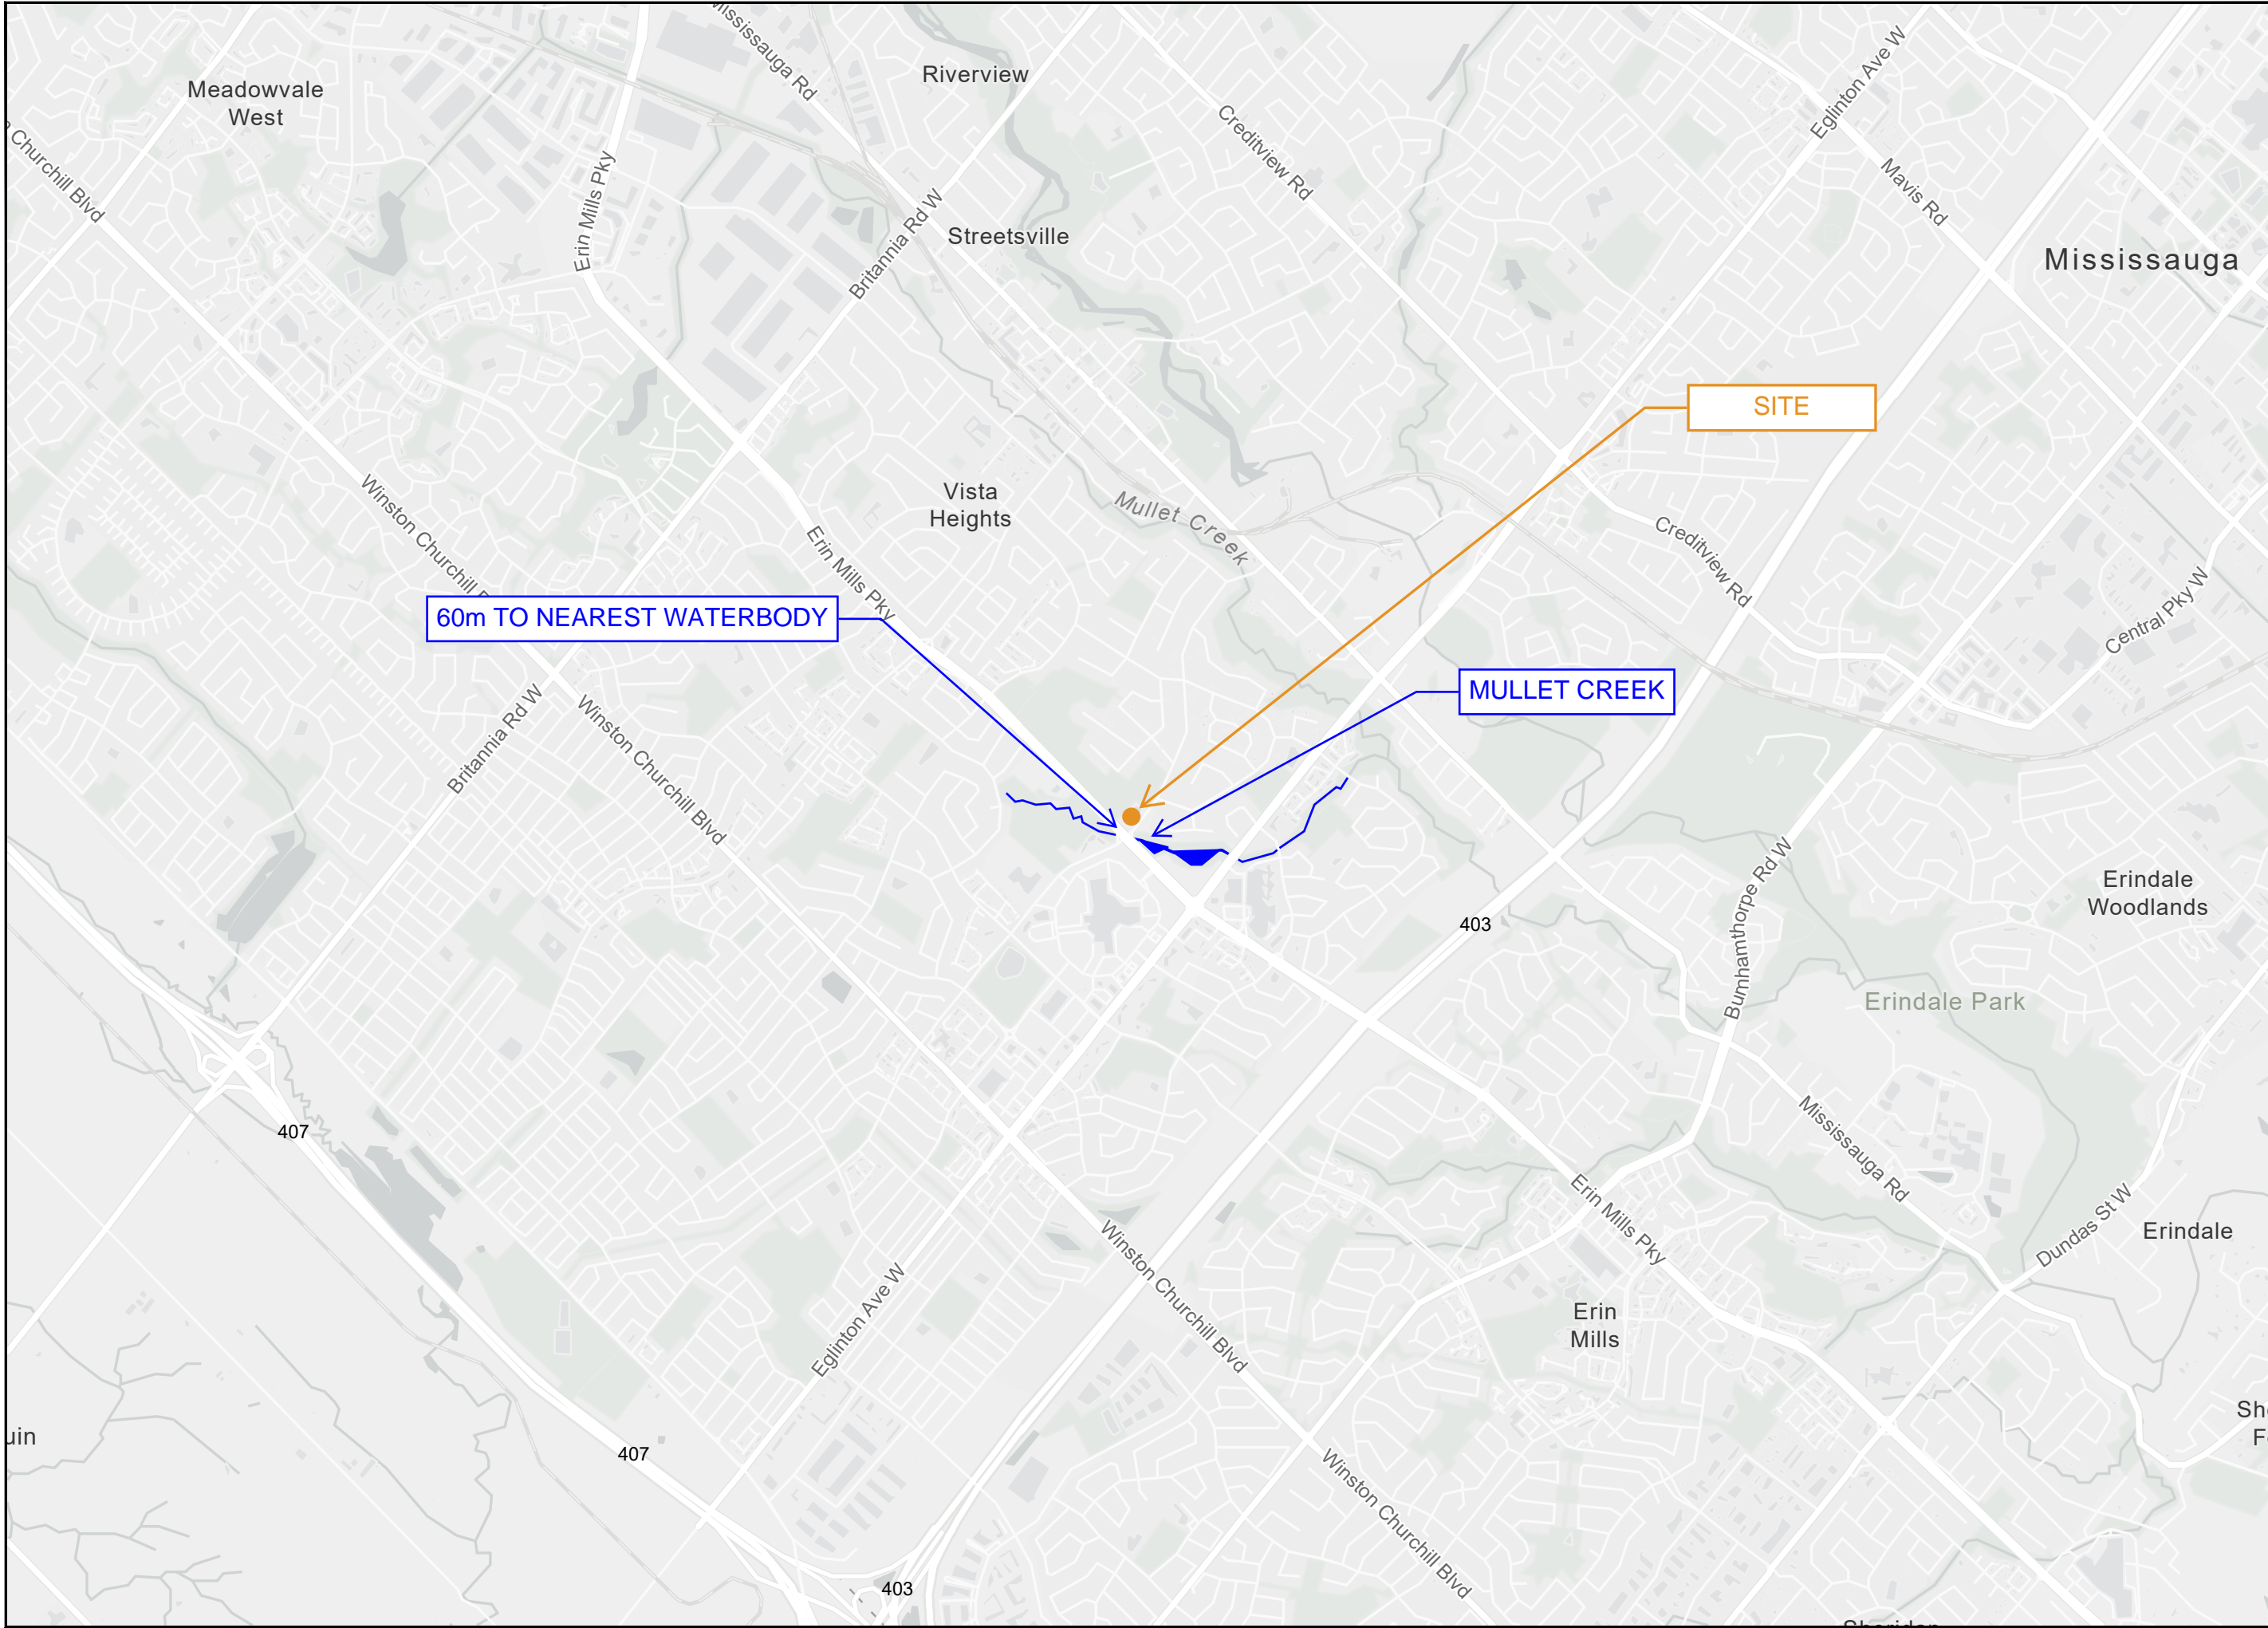 Mississauga Rd
Riverview
Eglinton Ave W
Meadowvale
West
Churchill Blvd
Creditview Rd
Erin Mills Pky
Mavis Rd
Britannia Rd W
Streetsville
Mississauga
SITE
Winston Churchill
Vista
Heights
Mullet Creek
Creditview Rd
Erin Mills Pky
Central Pky W
60m TO NEAREST WATERBODY
MULLET CREEK
Britannia Rd W
Winston Churchill Blvd
Erindale
Woodlands
403
Burnhamthorpe Rd W
Erindale Park
407
Mississauga Rd
Erin Mills Pky
Dundas St W
Erindale
Winston Churchill Blvd
Eglinton Ave W
Erin
Mills
407
Winston Churchill Blvd
403